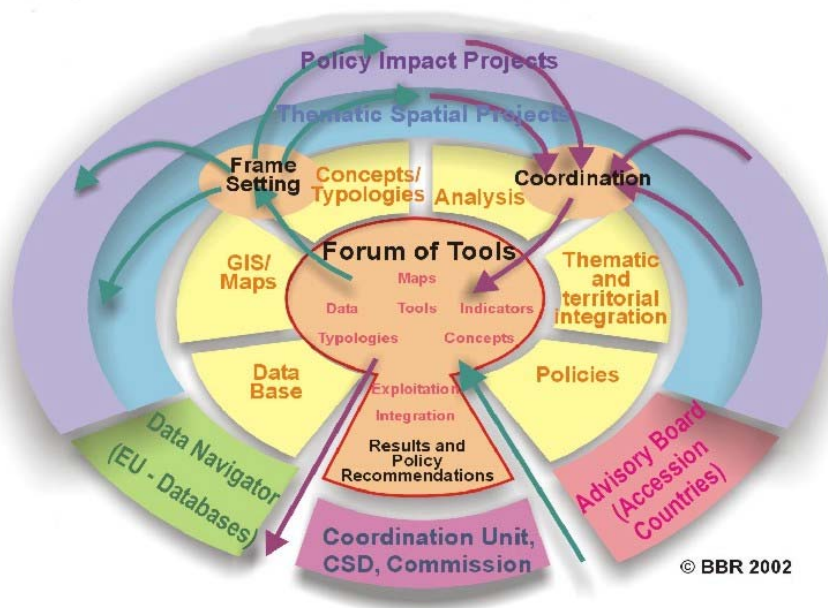 Policy Impact Projects
Thematic Spatial Projects
Frame
Setting
Concepts/
Typologies
Analysis
Coordination
GIS/
Maps
Forum of Tools
Maps
Data
Tools
Indicators
Typologies
Concepts
Thematic
and
territorial
integration
Data
Base
Exploitation
Integration
Policies
Results and
Policy
Recommendations
Data Navigator
(EU - Databases)
Coordination Unit,
CSD, Commission
Advisory Board
(Accession
Countries)
© BBR 2002